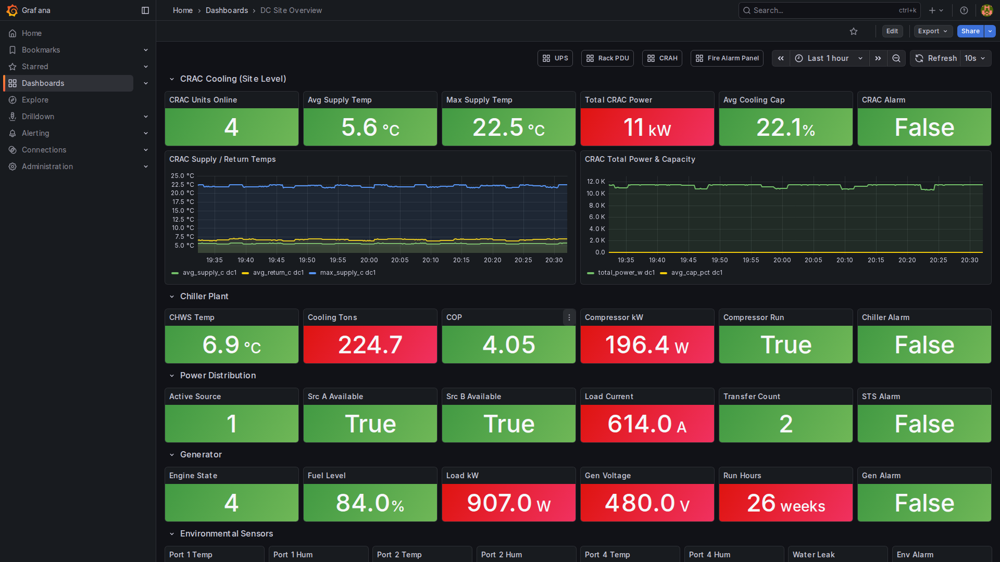 Grafana
Home › Dashboards › DC Site Overview
Search... ctrl+k
Home
Bookmarks
Starred
Dashboards
Explore
Drilldown
Alerting
Connections
Administration
Edit Export Share
UPS Rack PDU CRAH Fire Alarm Panel Last 1 hour Refresh 10s
CRAC Cooling (Site Level)
CRAC Units Online Avg Supply Temp Max Supply Temp Total CRAC Power Avg Cooling Cap CRAC Alarm
4 5.6 °C 22.5 °C 11 kW 22.1% False
CRAC Supply / Return Temps
25.0 °C
22.5 °C
20.0 °C
17.5 °C
15.0 °C
12.5 °C
10.0 °C
7.5 °C
5.0 °C
19:35 19:40 19:45 19:50 19:55 20:00 20:05 20:10 20:15 20:20 20:25 20:30
avg_supply_c dc1 avg_return_c dc1 max_supply_c dc1
CRAC Total Power & Capacity
12.0 K
10.0 K
8.0 K
6.0 K
4.0 K
2.0 K
0.0
19:35 19:40 19:45 19:50 19:55 20:00 20:05 20:10 20:15 20:20 20:25 20:30
total_power_w dc1 avg_cap_pct dc1
Chiller Plant
CHWS Temp Cooling Tons COP Compressor kW Compressor Run Chiller Alarm
6.9 °C 224.7 4.05 196.4 W True False
Power Distribution
Active Source Src A Available Src B Available Load Current Transfer Count STS Alarm
1 True True 614.0 A 2 False
Generator
Engine State Fuel Level Load kW Gen Voltage Run Hours Gen Alarm
4 84.0% 907.0 W 480.0 V 26 weeks False
Environmental Sensors
Port 1 Temp Port 1 Hum Port 2 Temp Port 2 Hum Port 4 Temp Port 4 Hum Water Leak Env Alarm